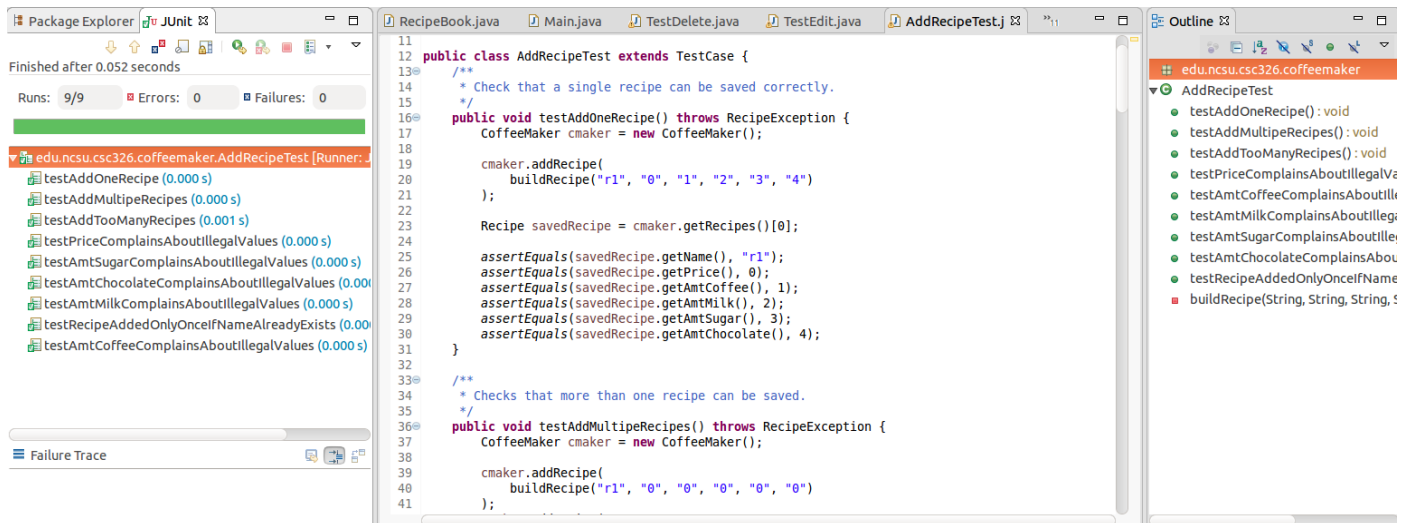 Package Explorer JUnit
Finished after 0.052 seconds
Runs: 9/9 Errors: 0 Failures: 0
edu.ncsu.csc326.coffeemaker.AddRecipeTest [Runner: J
testAddOneRecipe (0.000 s)
testAddMultipeRecipes (0.000 s)
testAddTooManyRecipes (0.001 s)
testPriceComplainsAboutIllegalValues (0.000 s)
testAmtSugarComplainsAboutIllegalValues (0.000 s)
testAmtChocolateComplainsAboutIllegalValues (0.000
testAmtMilkComplainsAboutIllegalValues (0.000 s)
testRecipeAddedOnlyOnceIfNameAlreadyExists (0.00
testAmtCoffeeComplainsAboutIllegalValues (0.000 s)
Failure Trace
RecipeBook.java Main.java TestDelete.java TestEdit.java AddRecipeTest.j »11
11
12 public class AddRecipeTest extends TestCase {
13 /**
14 * Check that a single recipe can be saved correctly.
15 */
16 public void testAddOneRecipe() throws RecipeException {
17 CoffeeMaker cmaker = new CoffeeMaker();
18
19 cmaker.addRecipe(
20 buildRecipe("r1", "0", "1", "2", "3", "4")
21 );
22
23 Recipe savedRecipe = cmaker.getRecipes()[0];
24
25 assertEquals(savedRecipe.getName(), "r1");
26 assertEquals(savedRecipe.getPrice(), 0);
27 assertEquals(savedRecipe.getAmtCoffee(), 1);
28 assertEquals(savedRecipe.getAmtMilk(), 2);
29 assertEquals(savedRecipe.getAmtSugar(), 3);
30 assertEquals(savedRecipe.getAmtChocolate(), 4);
31 }
32
33 /**
34 * Checks that more than one recipe can be saved.
35 */
36 public void testAddMultipeRecipes() throws RecipeException {
37 CoffeeMaker cmaker = new CoffeeMaker();
38
39 cmaker.addRecipe(
40 buildRecipe("r1", "0", "0", "0", "0", "0")
41 );
Outline
edu.ncsu.csc326.coffeemaker
AddRecipeTest
testAddOneRecipe() : void
testAddMultipeRecipes() : void
testAddTooManyRecipes() : void
testPriceComplainsAboutIllegalVa
testAmtCoffeeComplainsAboutIlle
testAmtMilkComplainsAboutIllega
testAmtSugarComplainsAboutIlle
testAmtChocolateComplainsAbou
testRecipeAddedOnlyOnceIfName
buildRecipe(String, String, String, S